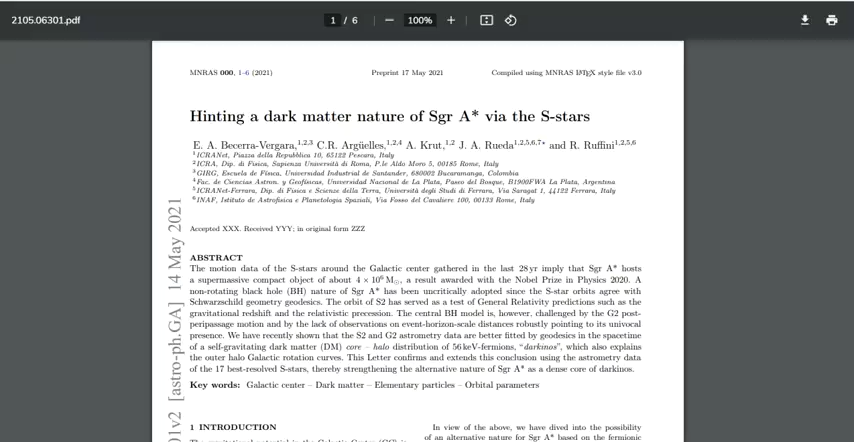 2105.06301.pdf
1 / 6
100%
MNRAS 000, 1–6 (2021)
Preprint 17 May 2021
Compiled using MNRAS LATEX style file v3.0
Hinting a dark matter nature of Sgr A* via the S-stars
E. A. Becerra-Vergara,1,2,3 C.R. Argüelles,1,2,4 A. Krut,1,2 J. A. Rueda1,2,5,6,7⋆ and R. Ruffini1,2,5,6
1 ICRANet, Piazza della Repubblica 10, 65122 Pescara, Italy
2 ICRA, Dip. di Fisica, Sapienza Università di Roma, P.le Aldo Moro 5, 00185 Rome, Italy
3 GIRG, Escuela de Física, Universidad Industrial de Santander, 680002 Bucaramanga, Colombia
4 Fac. de Ciencias Astron. y Geofísicas, Universidad Nacional de La Plata, Paseo del Bosque, B1900FWA La Plata, Argentina
5 ICRANet-Ferrara, Dip. di Fisica e Scienze della Terra, Università degli Studi di Ferrara, Via Saragat 1, 44122 Ferrara, Italy
6 INAF, Istituto de Astrofisica e Planetologia Spaziali, Via Fosso del Cavaliere 100, 00133 Rome, Italy
Accepted XXX. Received YYY; in original form ZZZ
ABSTRACT
The motion data of the S-stars around the Galactic center gathered in the last 28 yr imply that Sgr A* hosts
a supermassive compact object of about 4 × 10⁶ M⊙, a result awarded with the Nobel Prize in Physics 2020. A
non-rotating black hole (BH) nature of Sgr A* has been uncritically adopted since the S-star orbits agree with
Schwarzschild geometry geodesics. The orbit of S2 has served as a test of General Relativity predictions such as the
gravitational redshift and the relativistic precession. The central BH model is, however, challenged by the G2 post-
peripassage motion and by the lack of observations on event-horizon-scale distances robustly pointing to its univocal
presence. We have recently shown that the S2 and G2 astrometry data are better fitted by geodesics in the spacetime
of a self-gravitating dark matter (DM) core – halo distribution of 56 keV-fermions, “darkinos”, which also explains
the outer halo Galactic rotation curves. This Letter confirms and extends this conclusion using the astrometry data
of the 17 best-resolved S-stars, thereby strengthening the alternative nature of Sgr A* as a dense core of darkinos.
Key words: Galactic center – Dark matter – Elementary particles – Orbital parameters
1 INTRODUCTION
In view of the above, we have dived into the possibility
of an alternative nature for Sgr A* based on the fermionic
01v2 [astro-ph.GA] 14 May 2021